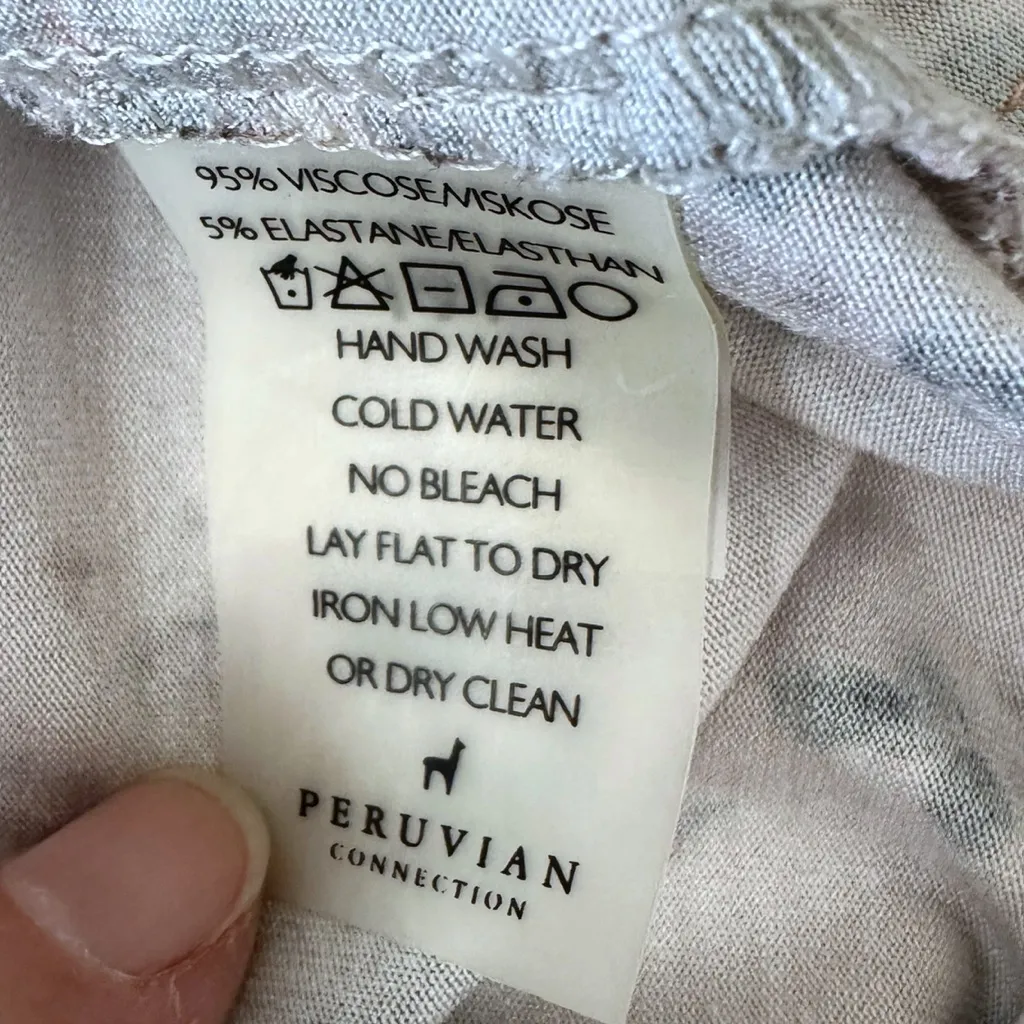 95% VISCOSE/VISKOSE
5% ELASTANE/ELASTHAN
HAND WASH
COLD WATER
NO BLEACH
LAY FLAT TO DRY
IRON LOW HEAT
OR DRY CLEAN
PERUVIAN
CONNECTION